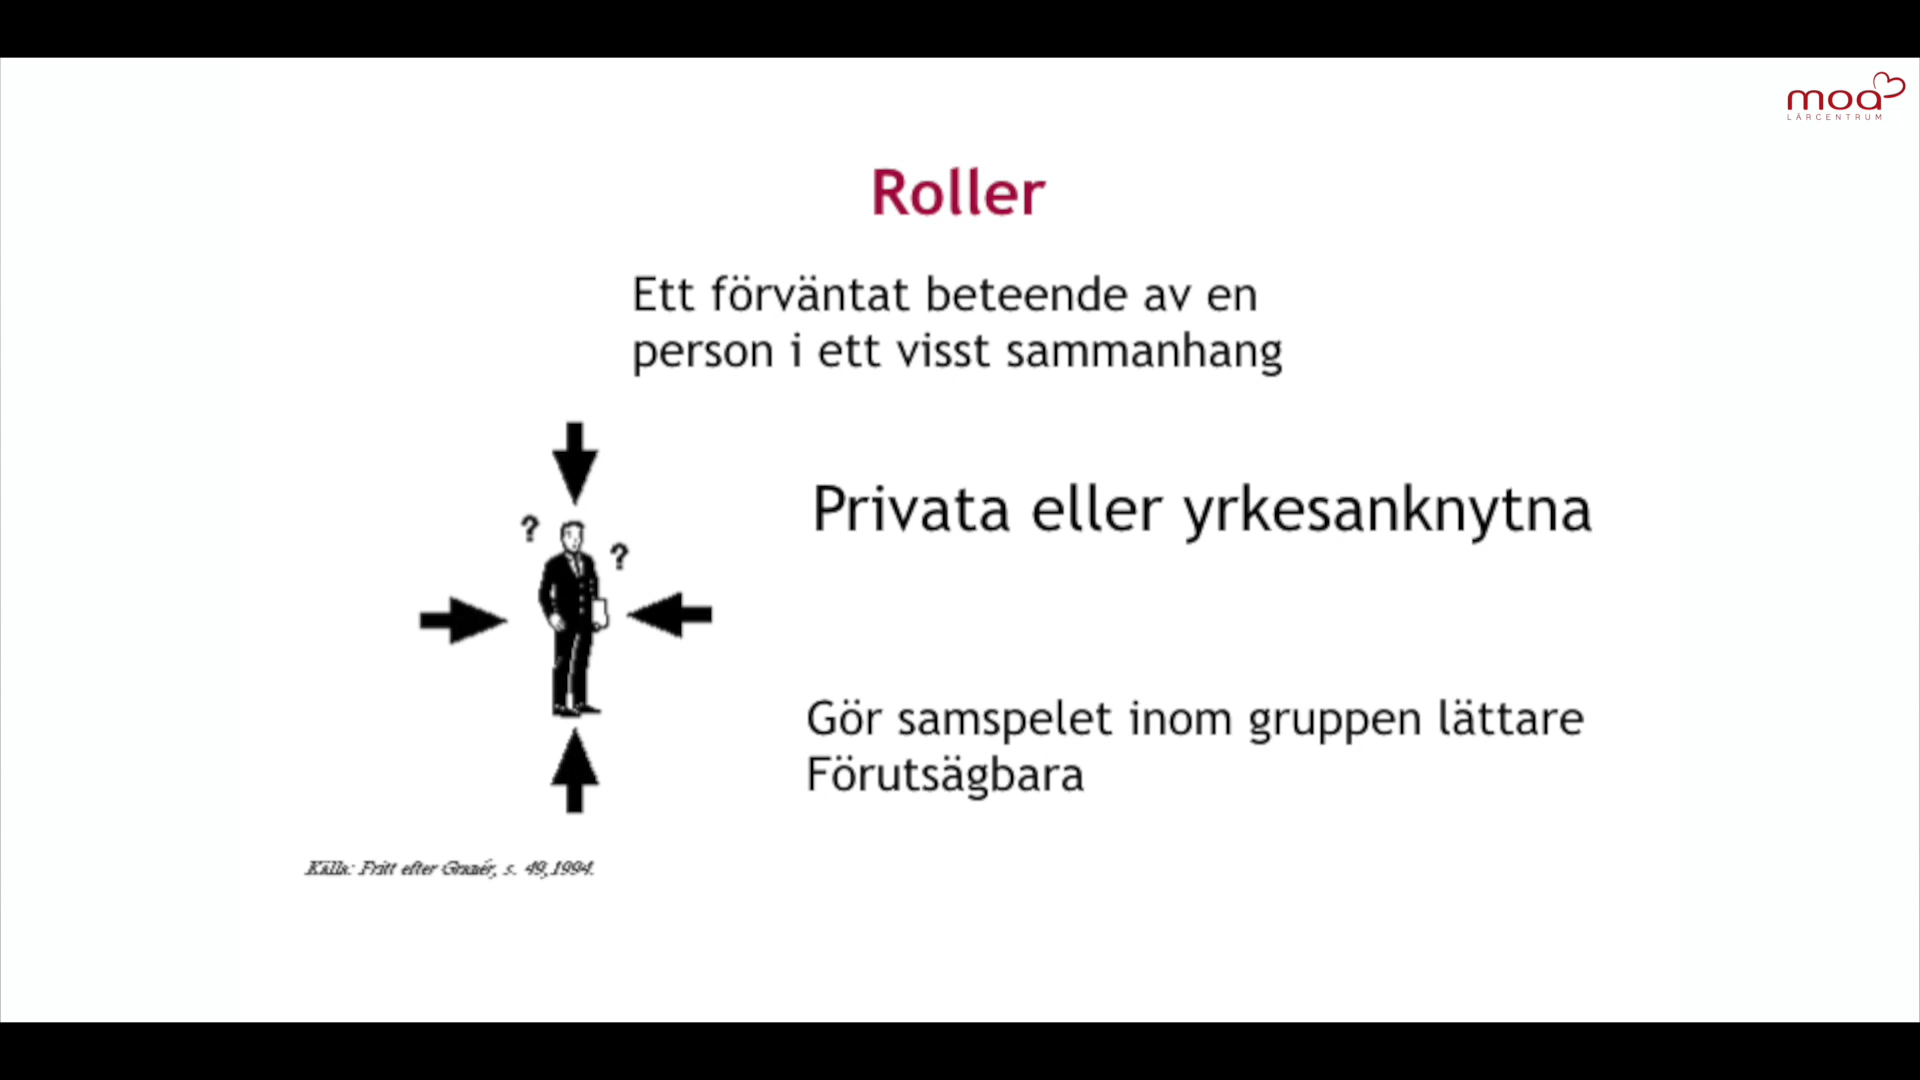 moa
LÄRCENTRUM
Roller
Ett förväntat beteende av en
person i ett visst sammanhang
?
?
Privata eller yrkesanknytna
Gör samspelet inom gruppen lättare
Förutsägbara
Källa: Fritt efter Granér, s. 49,1994.